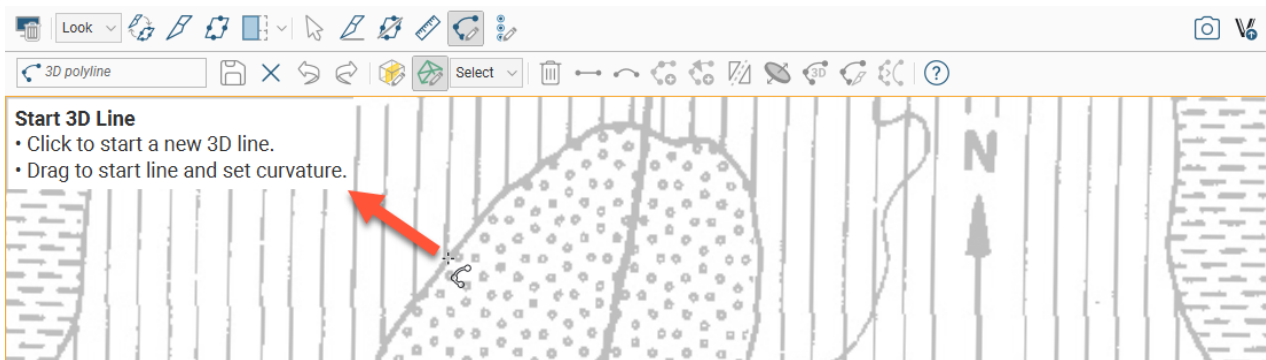 Look
3D polyline
Select
3D
?
Start 3D Line
• Click to start a new 3D line.
• Drag to start line and set curvature.
N